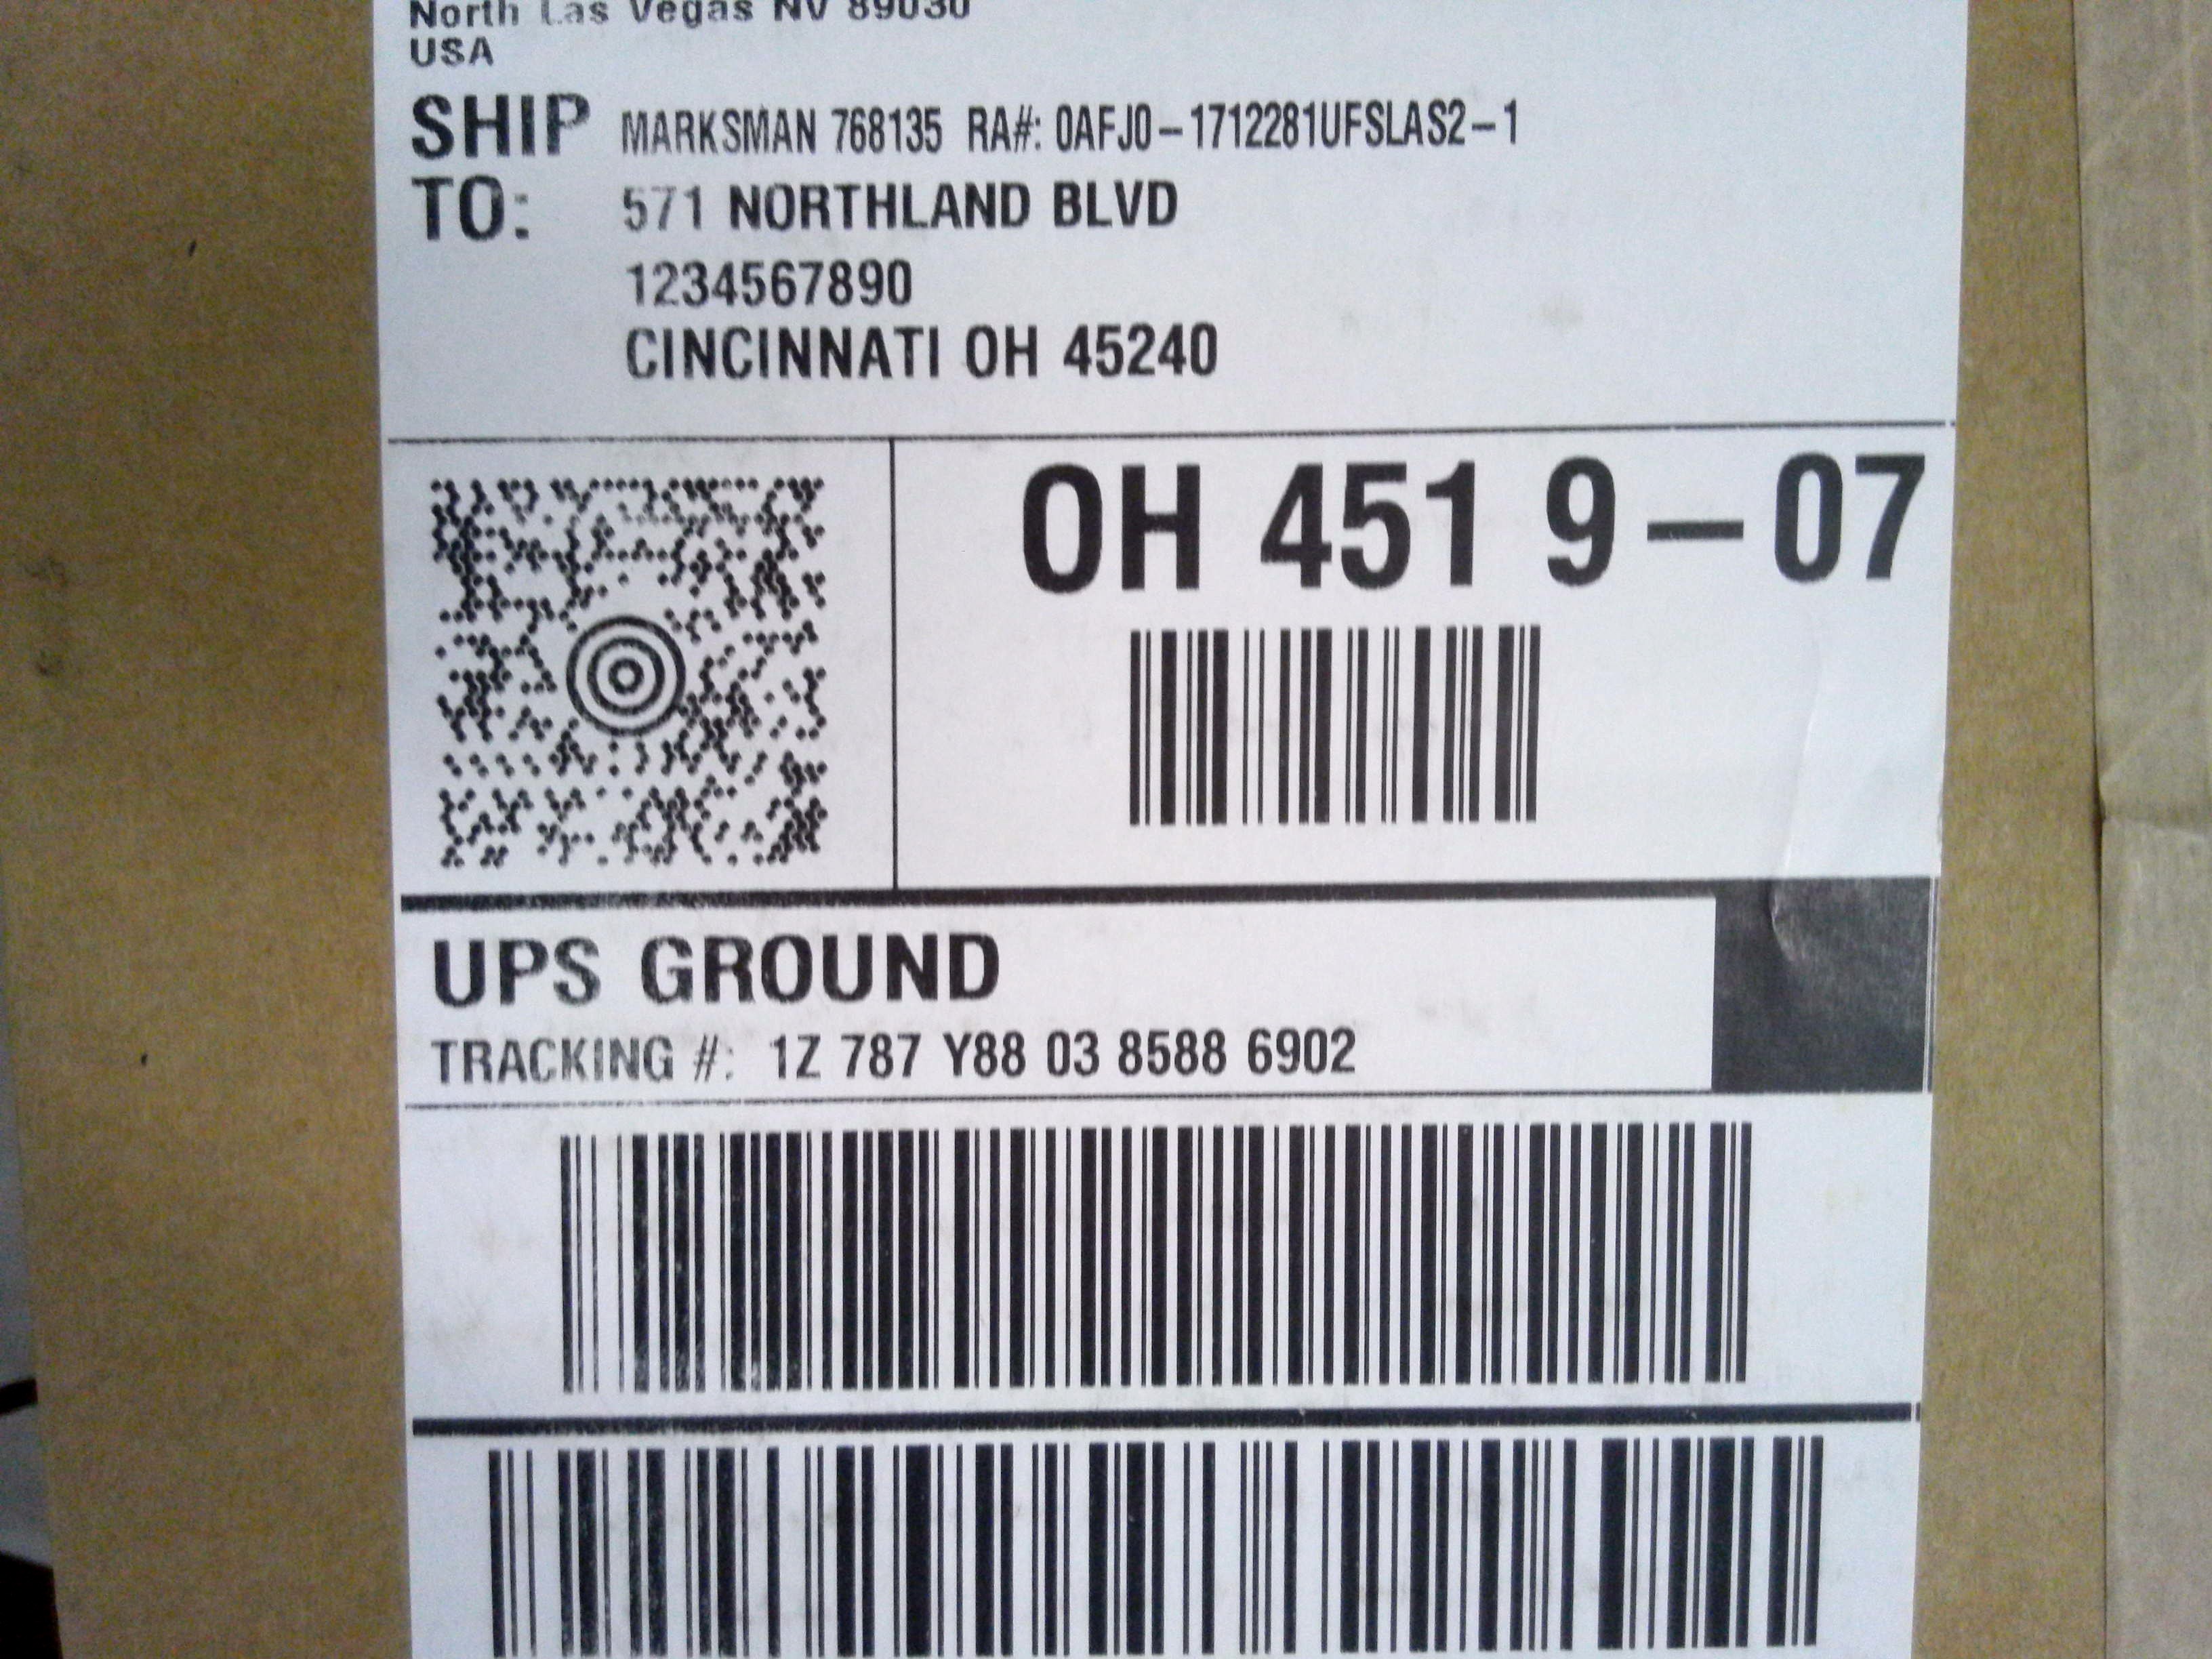 North Las Vegas NV 89030
USA
SHIP TO: MARKSMAN 768135 RA#: 0AFJ0-1712281UFSLAS2-1
571 NORTHLAND BLVD
1234567890
CINCINNATI OH 45240
OH 451 9-07
UPS GROUND
TRACKING #: 1Z 787 Y88 03 8588 6902